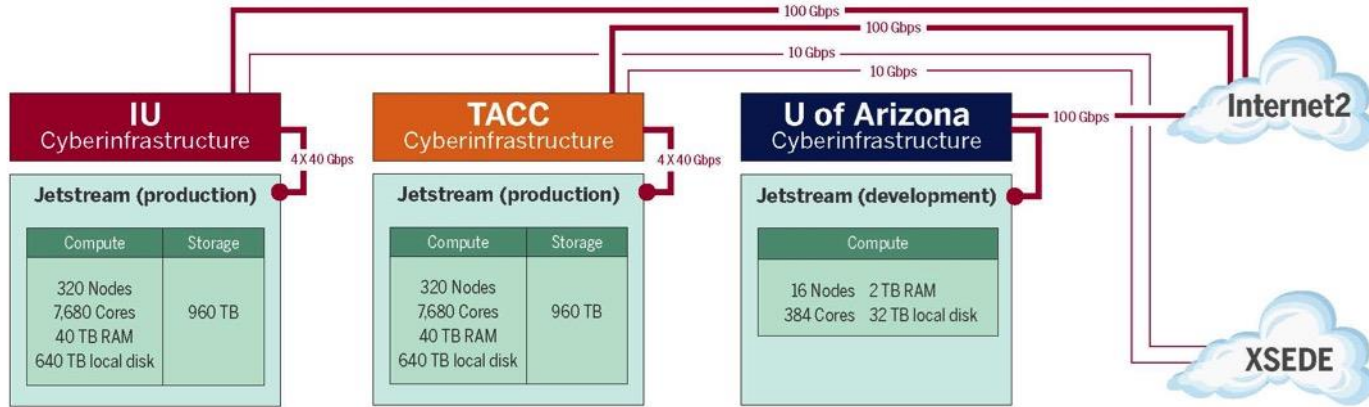 100 Gbps
100 Gbps
10 Gbps
10 Gbps
Internet2
XSEDE
100 Gbps
IU
Cyberinfrastructure
4 X 40 Gbps
Jetstream (production)
Compute Storage
320 Nodes
7,680 Cores
40 TB RAM
640 TB local disk
960 TB
TACC
Cyberinfrastructure
4 X 40 Gbps
Jetstream (production)
Compute Storage
320 Nodes
7,680 Cores
40 TB RAM
640 TB local disk
960 TB
U of Arizona
Cyberinfrastructure
Jetstream (development)
Compute
16 Nodes 2 TB RAM
384 Cores 32 TB local disk